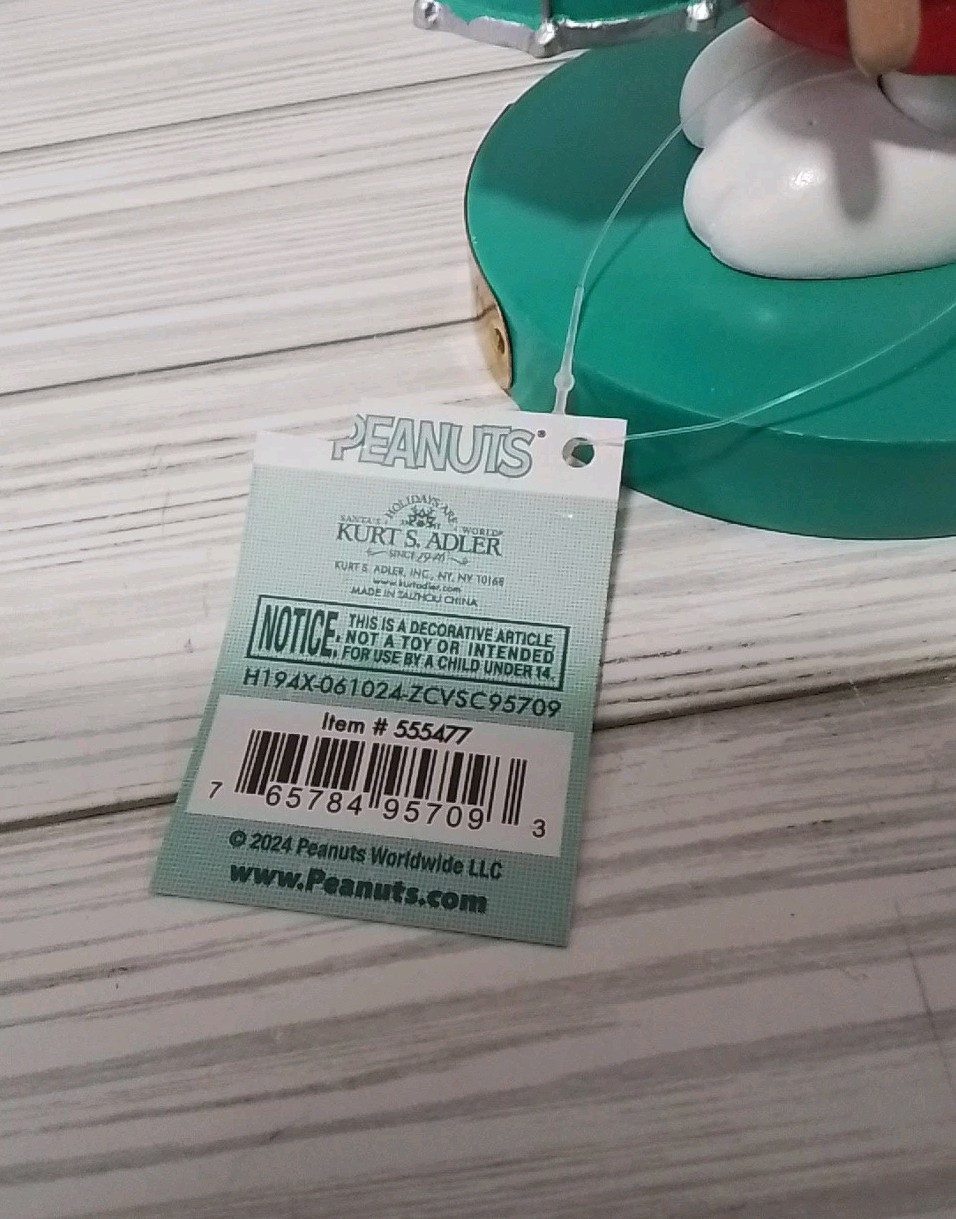 PEANUTS®
HOLIDAYS ARE
SANTA'S WORLD®
KURT S. ADLER
SINCE 1946
KURT S. ADLER, INC., NY, NY 10168
www.kurtadler.com
MADE IN TAIZHOU CHINA
NOTICE: THIS IS A DECORATIVE ARTICLE,
NOT A TOY OR INTENDED
FOR USE BY A CHILD UNDER 14.
H194X-061024-ZCVSC95709
Item # 555477
7 65784 95709 3
© 2024 Peanuts Worldwide LLC
www.Peanuts.com